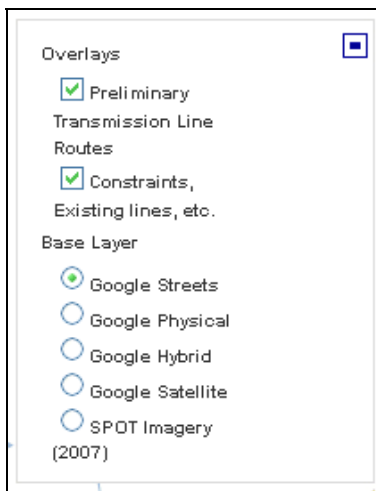 Overlays
Preliminary
Transmission Line
Routes
Constraints,
Existing lines, etc.
Base Layer
Google Streets
Google Physical
Google Hybrid
Google Satellite
SPOT Imagery
(2007)